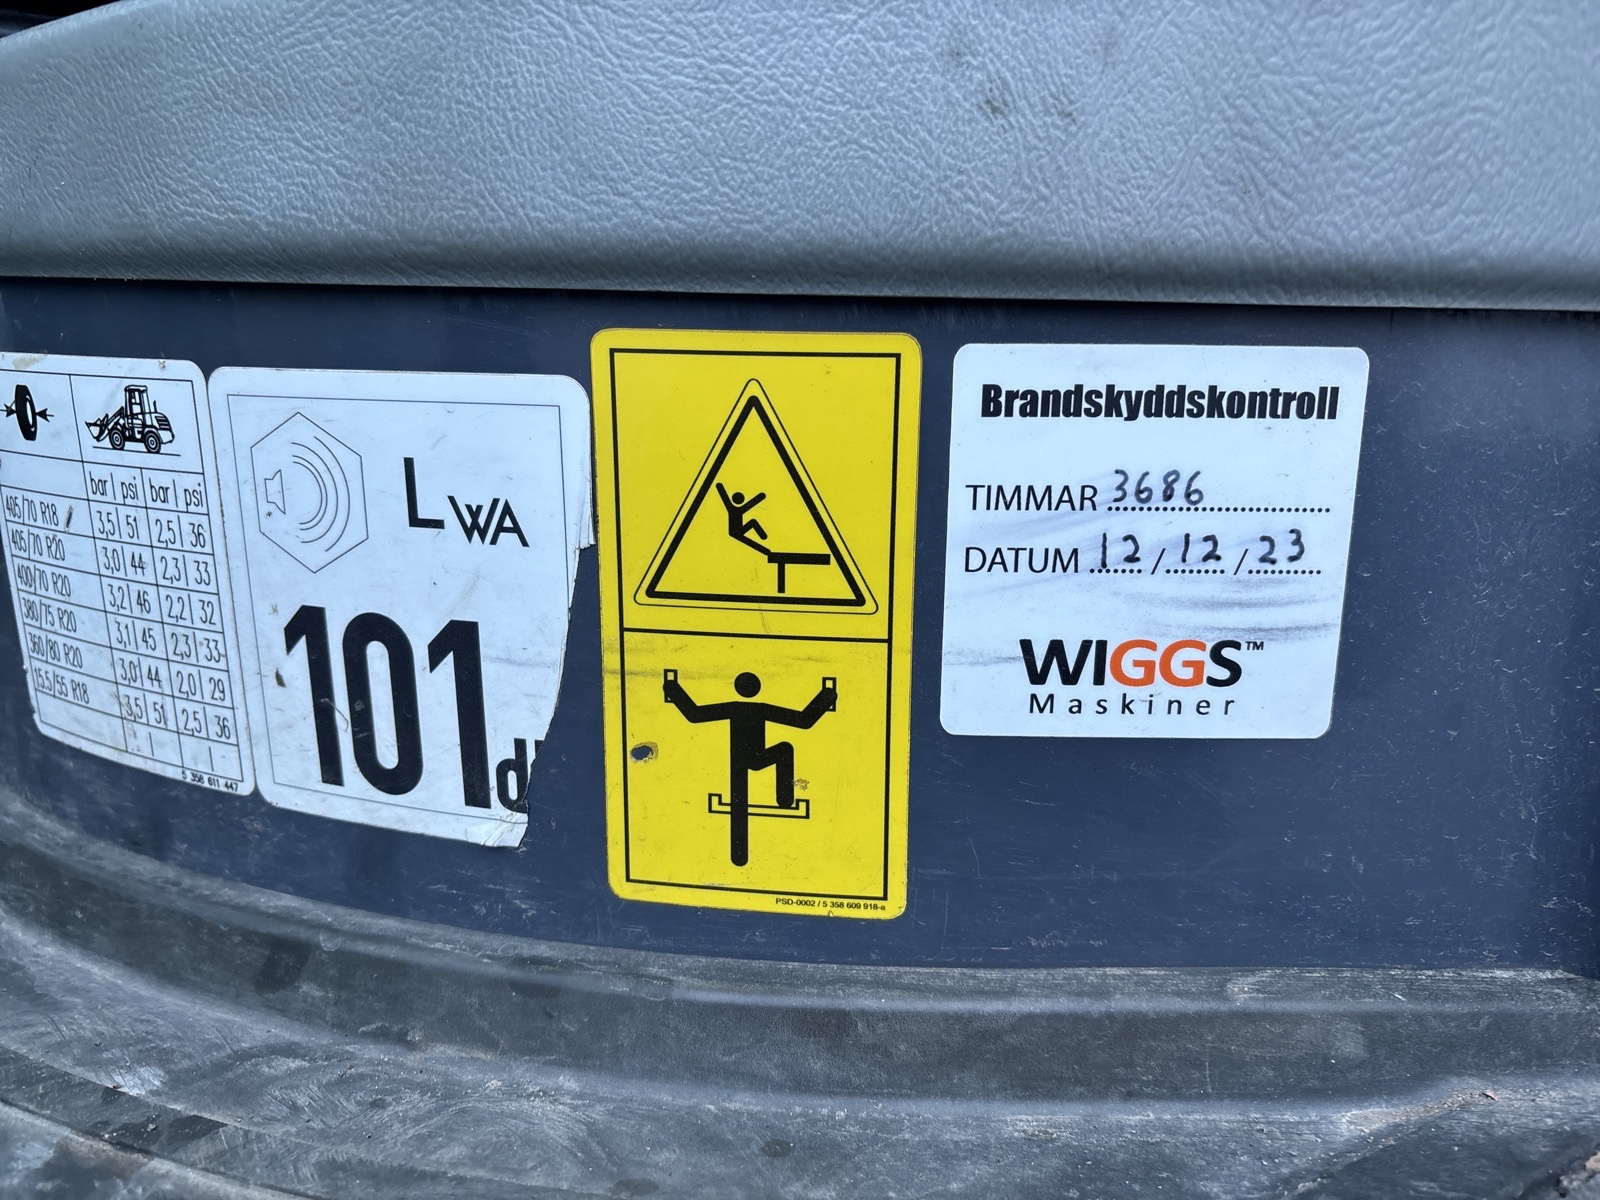 bar | psi bar | psi
405/70 R18 3,5 | 51 2,5 | 36
405/70 R20 3,0 | 44 2,3 | 33
400/70 R20 3,2 | 46 2,2 | 32
380/75 R20 3,1 | 45 2,3 | 33
360/80 R20 3,0 | 44 2,0 | 29
15.5/55 R18 3,5 | 51 2,5 | 36
5 358 611 447
LWA
101
PSD-0002 / 5 358 609 918-a
Brandskyddskontroll
TIMMAR 3686
DATUM 12/12/23
WIGGS™
Maskiner